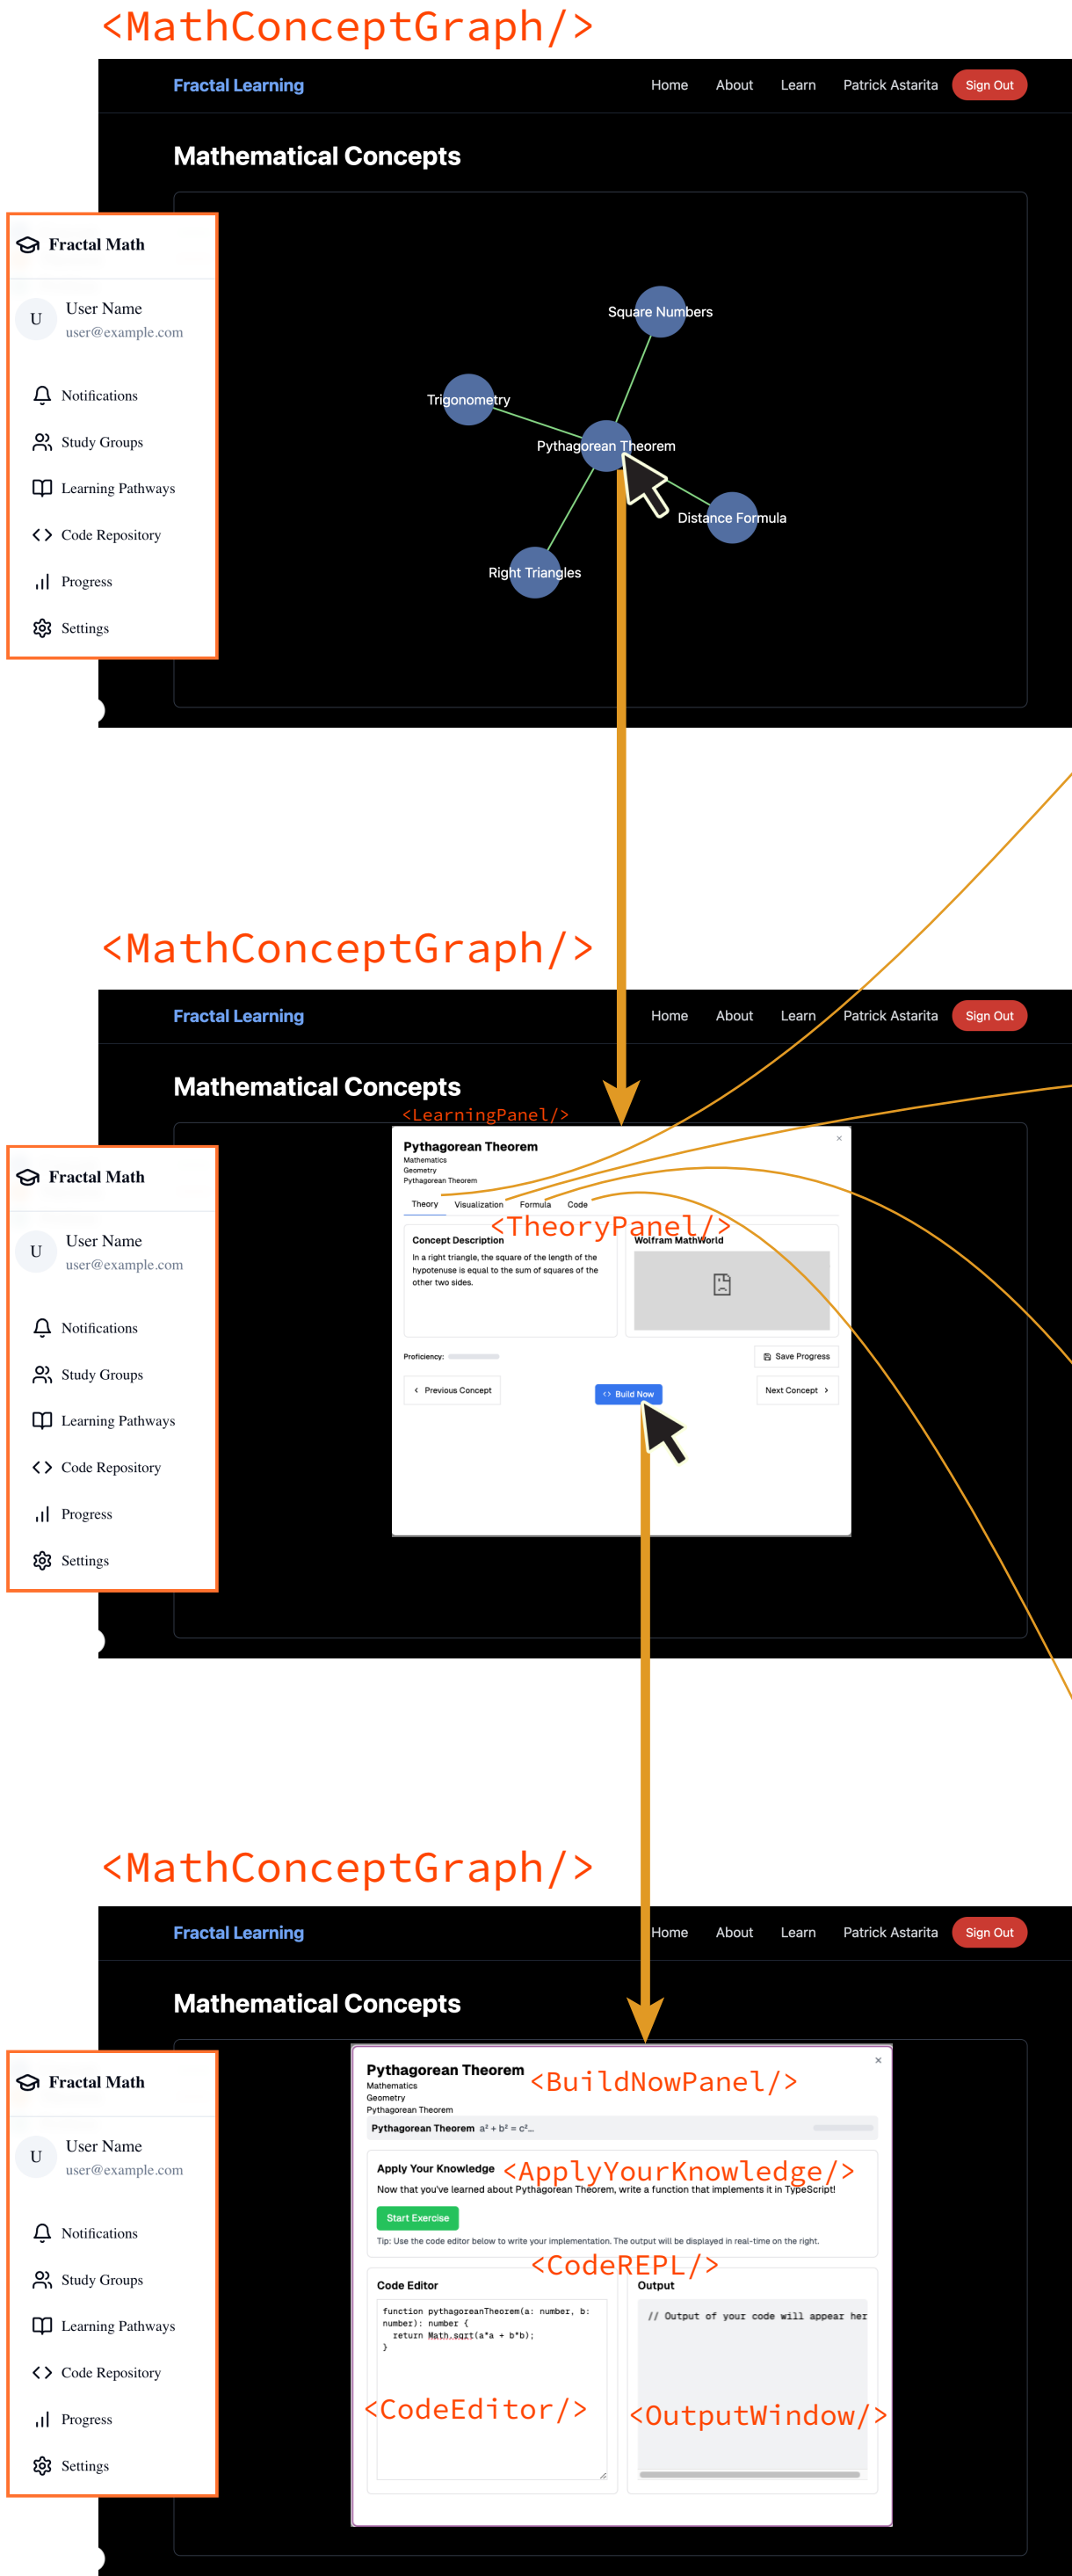 <MathConceptGraph/>
Fractal Learning
Home About Learn Patrick Astarita Sign Out
Mathematical Concepts
Fractal Math
U
User Name
user@example.com
Notifications
Study Groups
Learning Pathways
Code Repository
Progress
Settings
Square Numbers
Trigonometry
Pythagorean Theorem
Distance Formula
Right Triangles
<MathConceptGraph/>
Fractal Learning
Home About Learn Patrick Astarita Sign Out
Mathematical Concepts
<LearningPanel/>
Fractal Math
U
User Name
user@example.com
Notifications
Study Groups
Learning Pathways
Code Repository
Progress
Settings
Pythagorean Theorem
×
Mathematics
Geometry
Pythagorean Theorem
Theory Visualization Formula Code
<TheoryPanel/>
Concept Description
In a right triangle, the square of the length of the
hypotenuse is equal to the sum of squares of the
other two sides.
Wolfram MathWorld
Proficiency:
Save Progress
‹ Previous Concept
<> Build Now
Next Concept ›
<MathConceptGraph/>
Fractal Learning
Home About Learn Patrick Astarita Sign Out
Mathematical Concepts
Fractal Math
U
User Name
user@example.com
Notifications
Study Groups
Learning Pathways
Code Repository
Progress
Settings
Pythagorean Theorem
×
<BuildNowPanel/>
Mathematics
Geometry
Pythagorean Theorem
Pythagorean Theorem a² + b² = c²...
Apply Your Knowledge
<ApplyYourKnowledge/>
Now that you've learned about Pythagorean Theorem, write a function that implements it in TypeScript!
Start Exercise
Tip: Use the code editor below to write your implementation. The output will be displayed in real-time on the right.
<CodeREPL/>
Code Editor
function pythagoreanTheorem(a: number, b:
number): number {
return Math.sqrt(a*a + b*b);
}
<CodeEditor/>
Output
// Output of your code will appear her
<OutputWindow/>